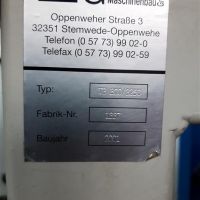 Maschinenbau
Oppenweher Straße 3
32351 Stemwede-Oppenwehe
Telefon (0 57 73) 99 02-0
Telefax (0 57 73) 99 02-59
Typ:
Fabrik-Nr.
Baujahr 2001